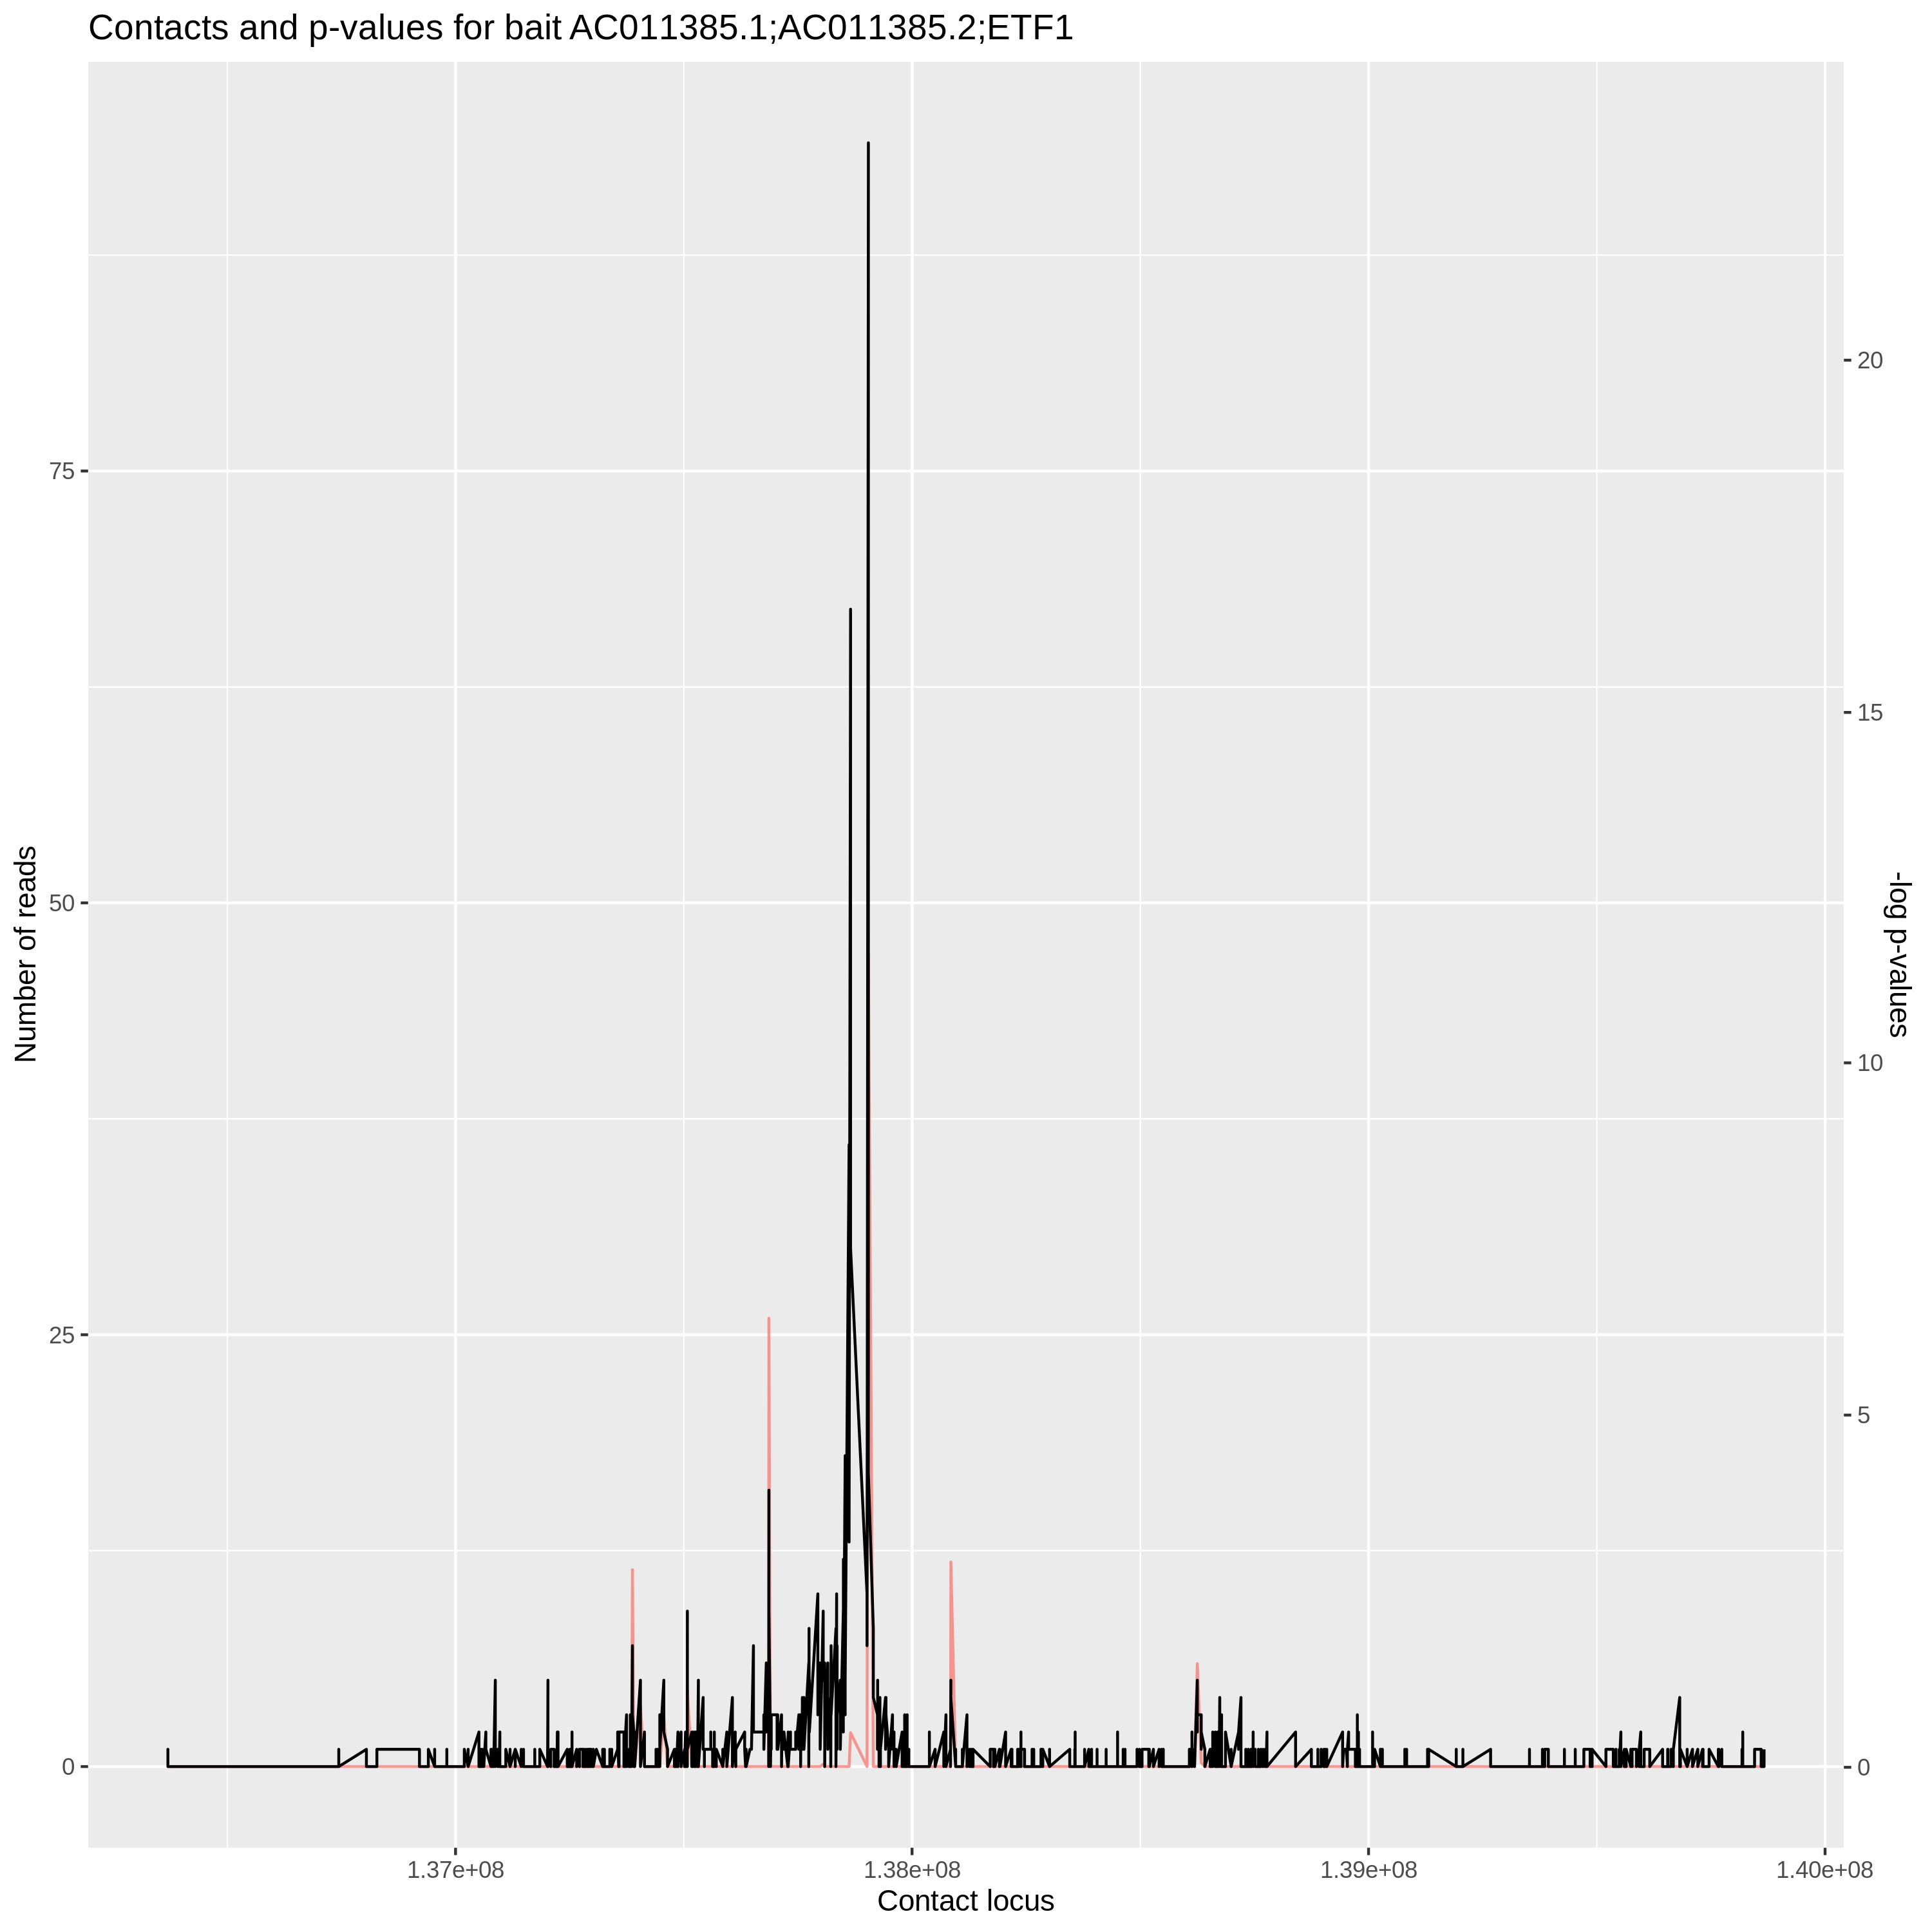 Contacts and p-values for bait AC011385.1;AC011385.2;ETF1
Number of reads
75
50
25
0
20
15
10
5
0
-log p-values
1.37e+08
1.38e+08
1.39e+08
1.40e+08
Contact locus